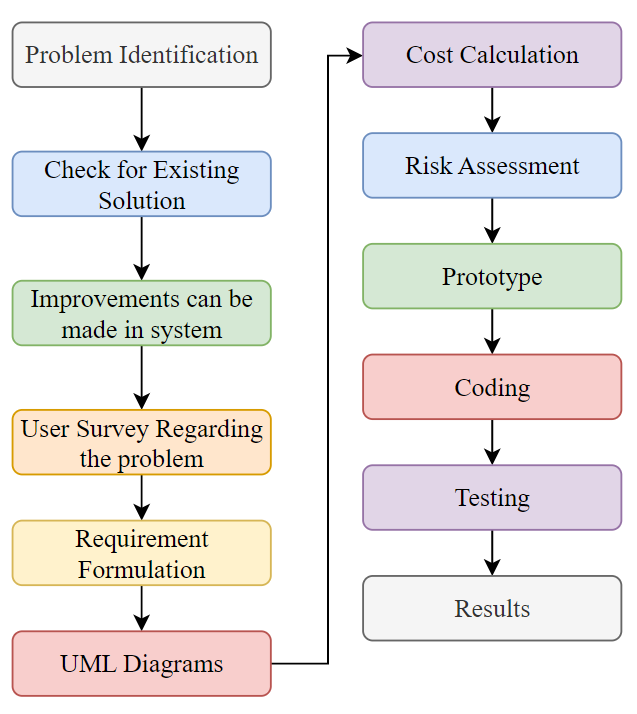 Problem Identification
Check for Existing
Solution
Improvements can be
made in system
User Survey Regarding
the problem
Requirement
Formulation
UML Diagrams
Cost Calculation
Risk Assessment
Prototype
Coding
Testing
Results